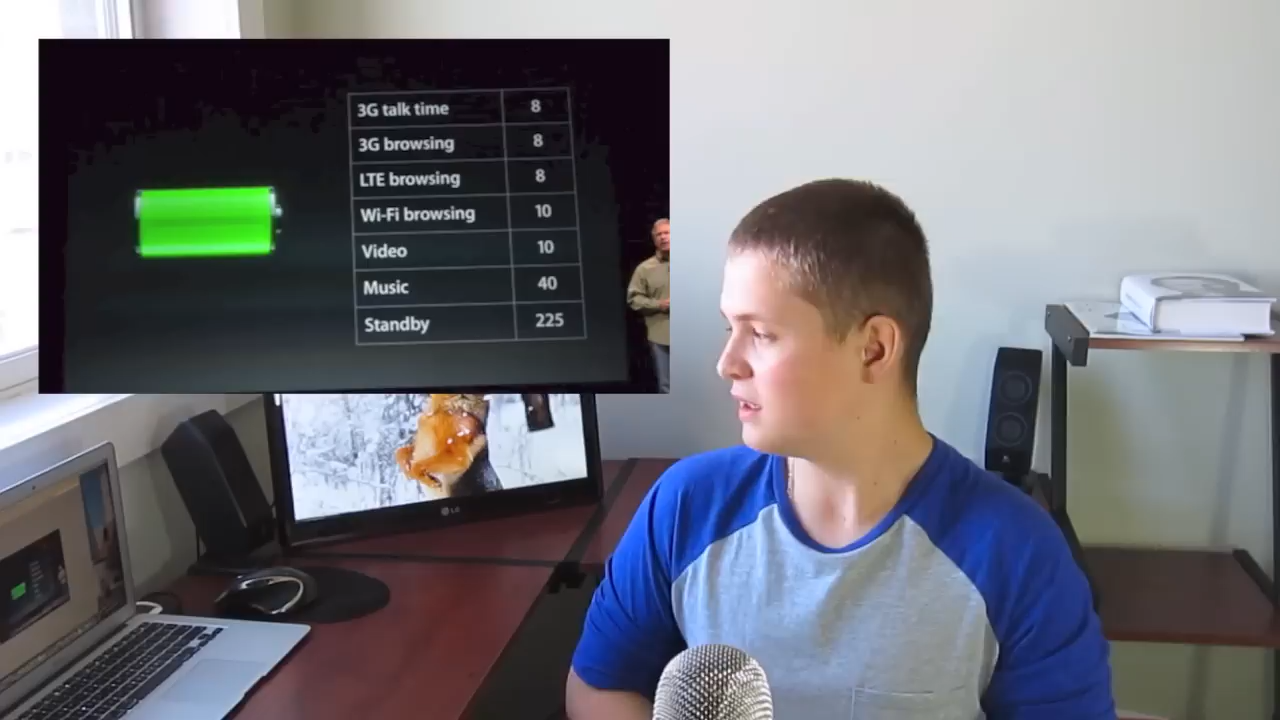 3G talk time 8
3G browsing 8
LTE browsing 8
Wi-Fi browsing 10
Video 10
Music 40
Standby 225
LG